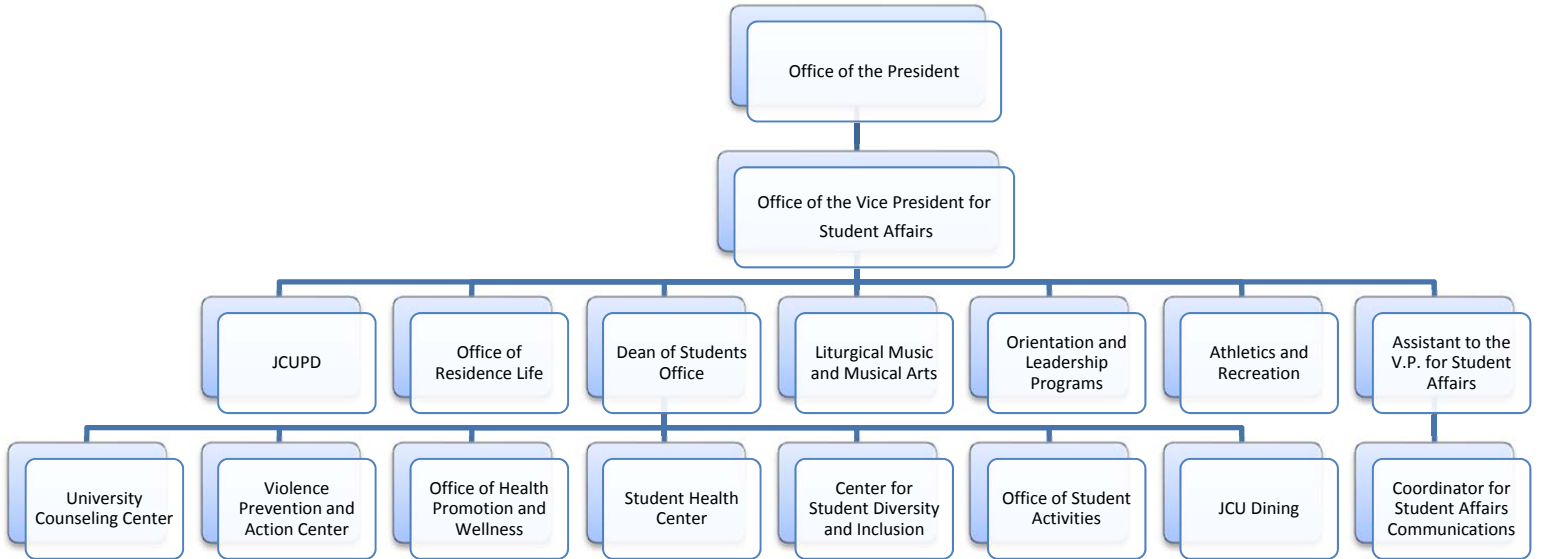 Office of the President
Office of the Vice President for
Student Affairs
JCUPD
Office of
Residence Life
Dean of Students
Office
Liturgical Music
and Musical Arts
Orientation and
Leadership
Programs
Athletics and
Recreation
Assistant to the
V.P. for Student
Affairs
University
Counseling Center
Violence
Prevention and
Action Center
Office of Health
Promotion and
Wellness
Student Health
Center
Center for
Student Diversity
and Inclusion
Office of Student
Activities
JCU Dining
Coordinator for
Student Affairs
Communications